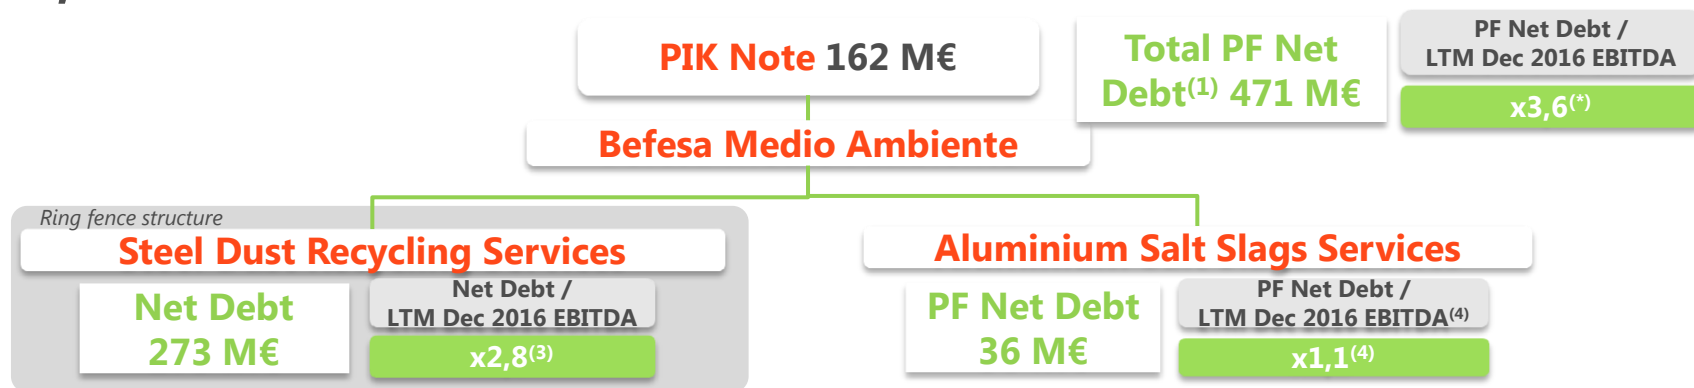 PIK Note 162 M€
Total PF Net
Debt(1) 471 M€
PF Net Debt /
LTM Dec 2016 EBITDA
x3,6(*)
Befesa Medio Ambiente
Ring fence structure
Steel Dust Recycling Services
Net Debt
273 M€
Net Debt /
LTM Dec 2016 EBITDA
x2,8(3)
Aluminium Salt Slags Services
PF Net Debt
36 M€
PF Net Debt /
LTM Dec 2016 EBITDA(4)
x1,1(4)